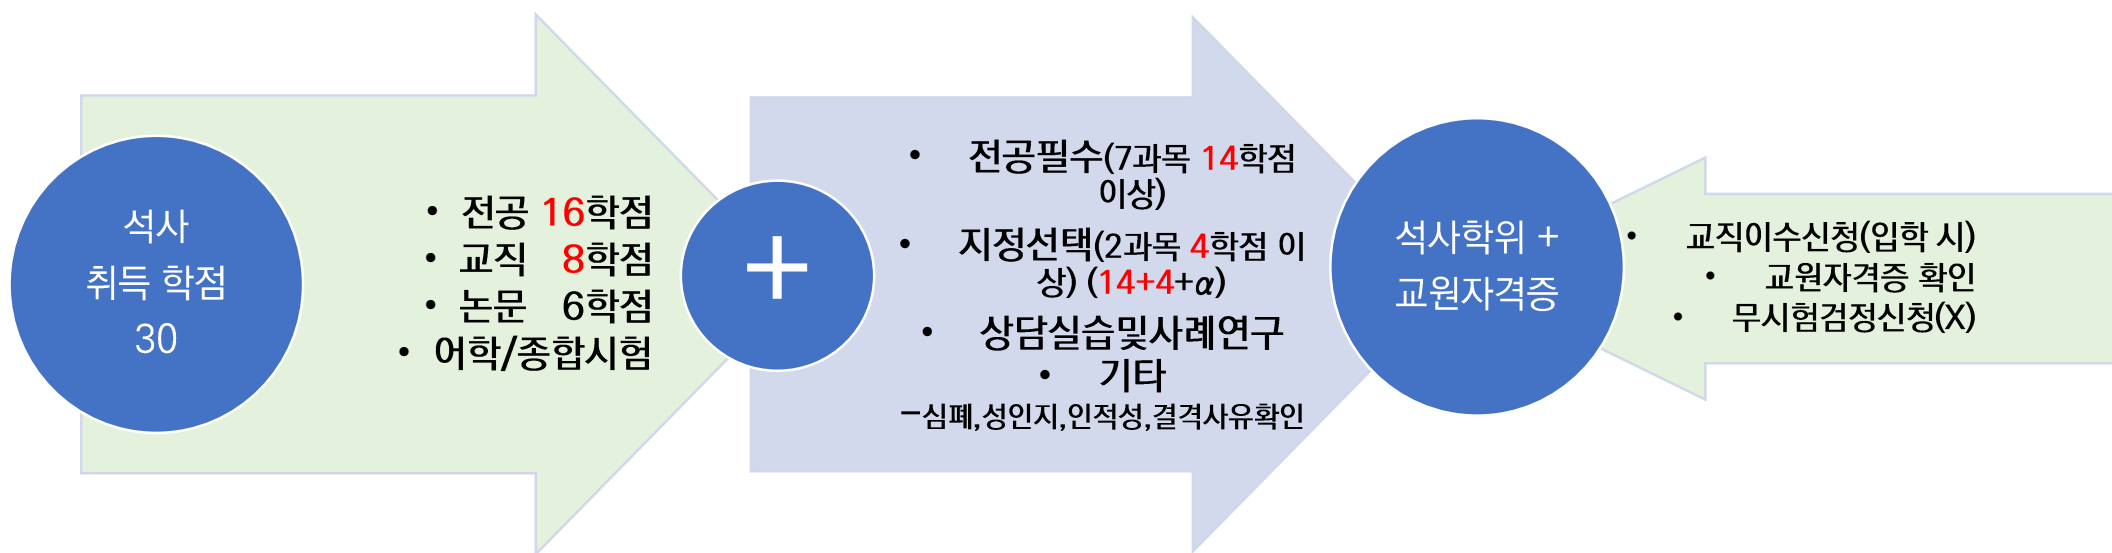 석사
취득 학점
30
• 전공 16학점
• 교직 8학점
• 논문 6학점
• 어학/종합시험
+
• 전공필수(7과목 14학점
이상)
• 지정선택(2과목 4학점 이
상) (14+4+α)
• 상담실습및사례연구
• 기타
-심폐,성인지,인적성,결격사유확인
석사학위 +
교원자격증
• 교직이수신청(입학 시)
• 교원자격증 확인
• 무시험검정신청(X)